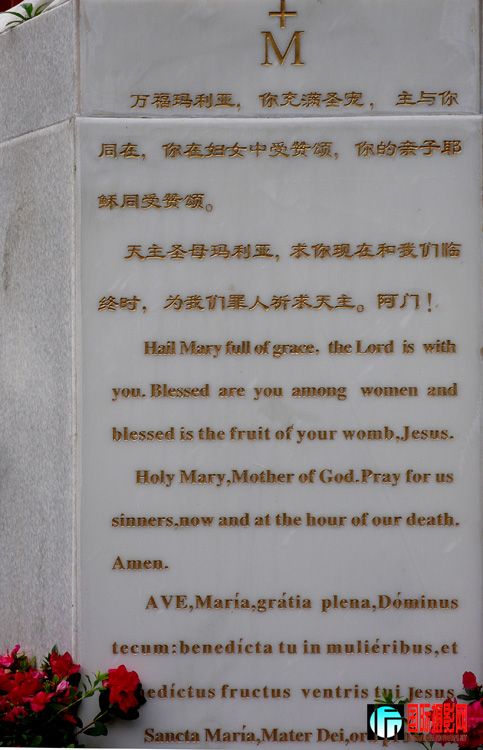 M
万福玛利亚，你充满圣宠，主与你
同在，你在妇女中受赞颂，你的亲子耶
稣同受赞颂。
天主圣母玛利亚，求你现在和我们临
终时，为我们罪人祈求天主。阿门！
Hail Mary full of grace, the Lord is with
you. Blessed are you among women and
blessed is the fruit of your womb,Jesus.
Holy Mary,Mother of God.Pray for us
sinners,now and at the hour of our death.
Amen.
AVE,María,grátia plena,Dóminus
tecum:benedícta tu in muliéribus,et
edíctus fructus ventris tui Jesus
Sancta María,Mater Dei,or